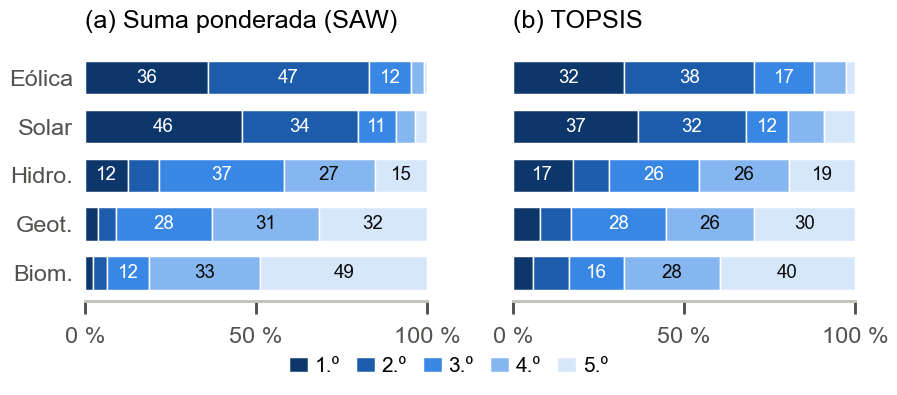 (a) Suma ponderada (SAW)
(b) TOPSIS
Eólica 36 47 12 32 38 17
Solar 46 34 11 37 32 12
Hidro. 12 37 27 15 17 26 26 19
Geot. 28 31 32 28 26 30
Biom. 12 33 49 16 28 40
0 % 50 % 100 % 0 % 50 % 100 %
1.º 2.º 3.º 4.º 5.º